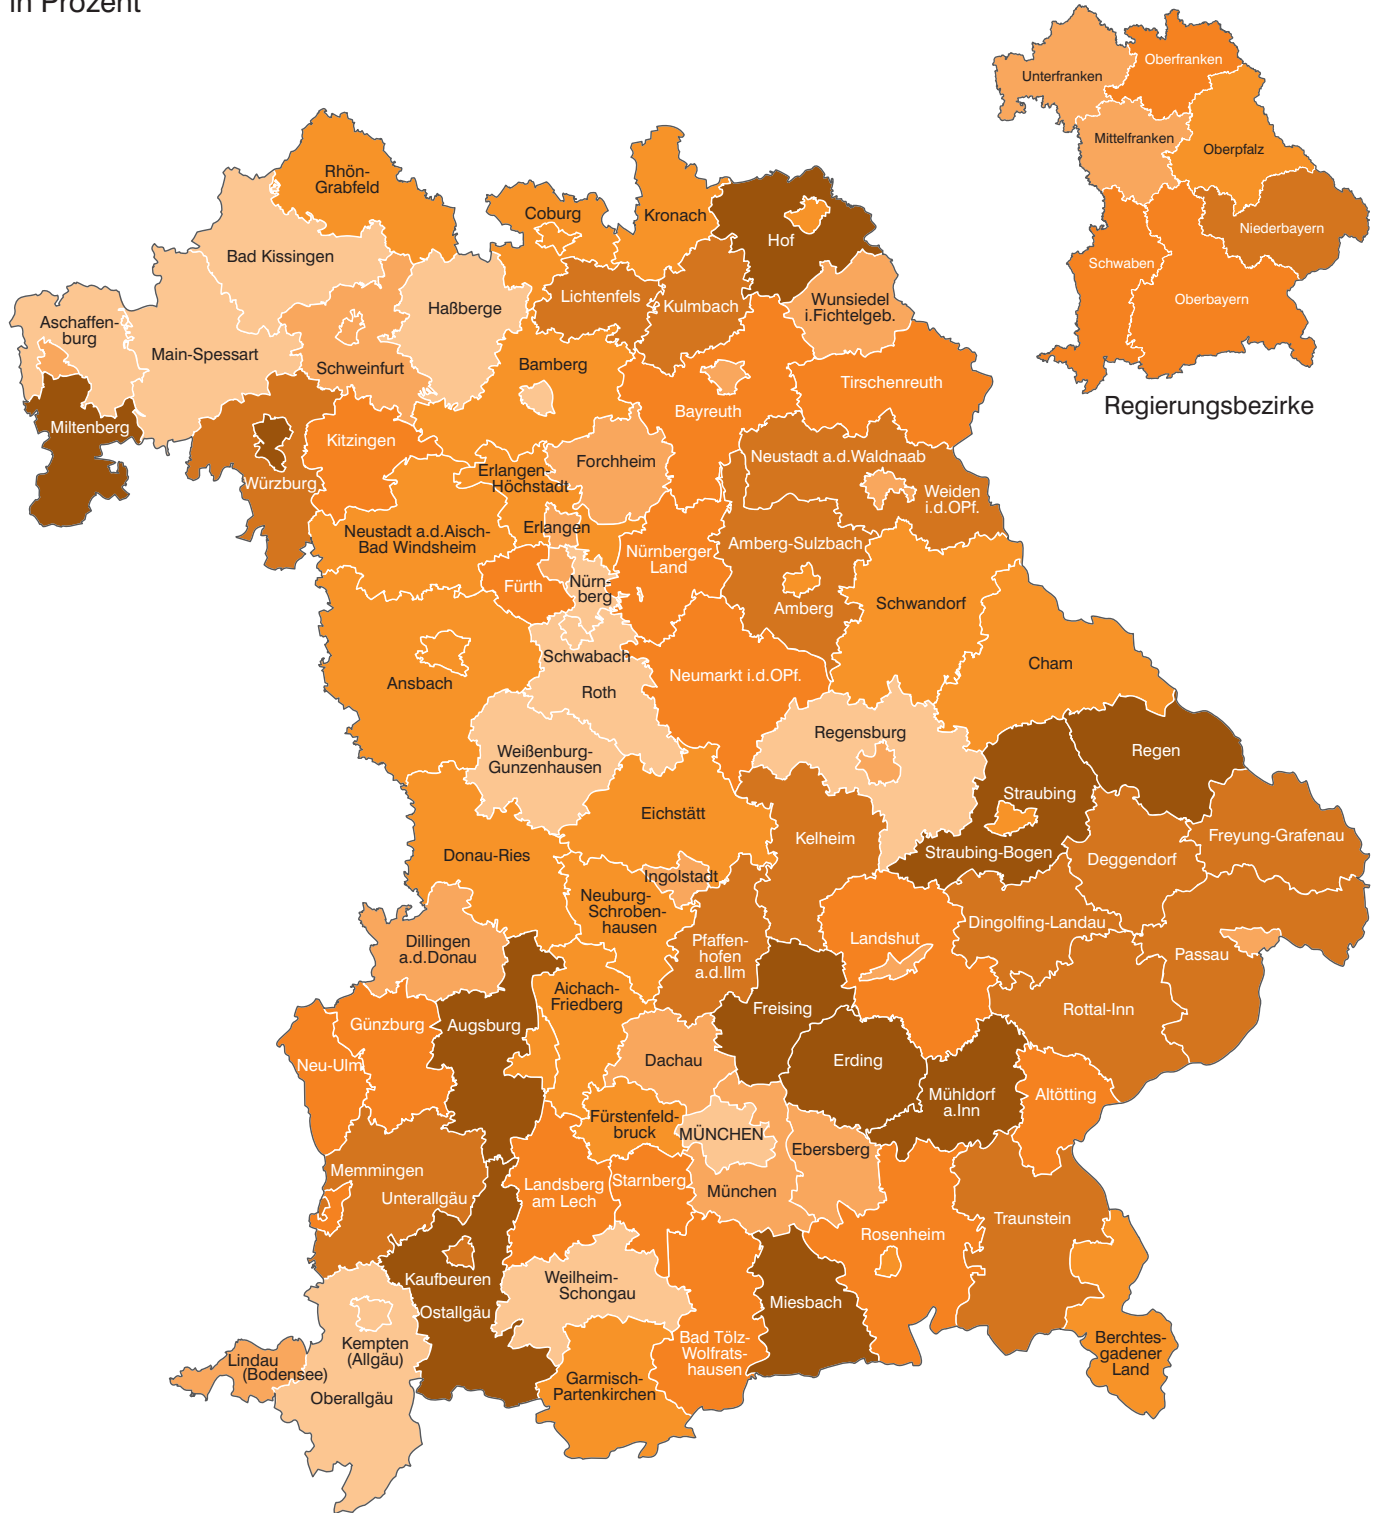 in Prozent
Unterfranken
Oberfranken
Mittelfranken
Oberpfalz
Niederbayern
Schwaben
Oberbayern
Regierungsbezirke
Rhön-
Grabfeld
Coburg
Kronach
Hof
Bad Kissingen
Lichtenfels
Kulmbach
Wunsiedel
i.Fichtelgeb.
Haßberge
Aschaffen-
burg
Main-Spessart
Schweinfurt
Bamberg
Bayreuth
Tirschenreuth
Miltenberg
Kitzingen
Würzburg
Forchheim
Erlangen-
Höchstadt
Neustadt a.d.Waldnaab
Weiden
i.d.OPf.
Neustadt a.d.Aisch-
Bad Windsheim
Erlangen
Nürnberger
Land
Amberg-Sulzbach
Fürth
Nürn-
berg
Amberg
Schwandorf
Schwabach
Roth
Ansbach
Neumarkt i.d.OPf.
Cham
Weißenburg-
Gunzenhausen
Regensburg
Regen
Straubing
Straubing-Bogen
Eichstätt
Kelheim
Deggendorf
Freyung-Grafenau
Donau-Ries
Ingolstadt
Neuburg-
Schroben-
hausen
Pfaffen-
hofen
a.d.Ilm
Landshut
Dingolfing-Landau
Passau
Dillingen
a.d.Donau
Aichach-
Friedberg
Freising
Rottal-Inn
Günzburg
Augsburg
Neu-Ulm
Dachau
Erding
Mühldorf
a.Inn
Altötting
Fürstenfeld-
bruck
MÜNCHEN
Ebersberg
Memmingen
Unterallgäu
Landsberg
am Lech
Starnberg
München
Rosenheim
Traunstein
Kaufbeuren
Ostallgäu
Weilheim-
Schongau
Miesbach
Kempten
(Allgäu)
Lindau
(Bodensee)
Oberallgäu
Garmisch-
Partenkirchen
Bad Tölz-
Wolfrats-
hausen
Berchtes-
gadener
Land